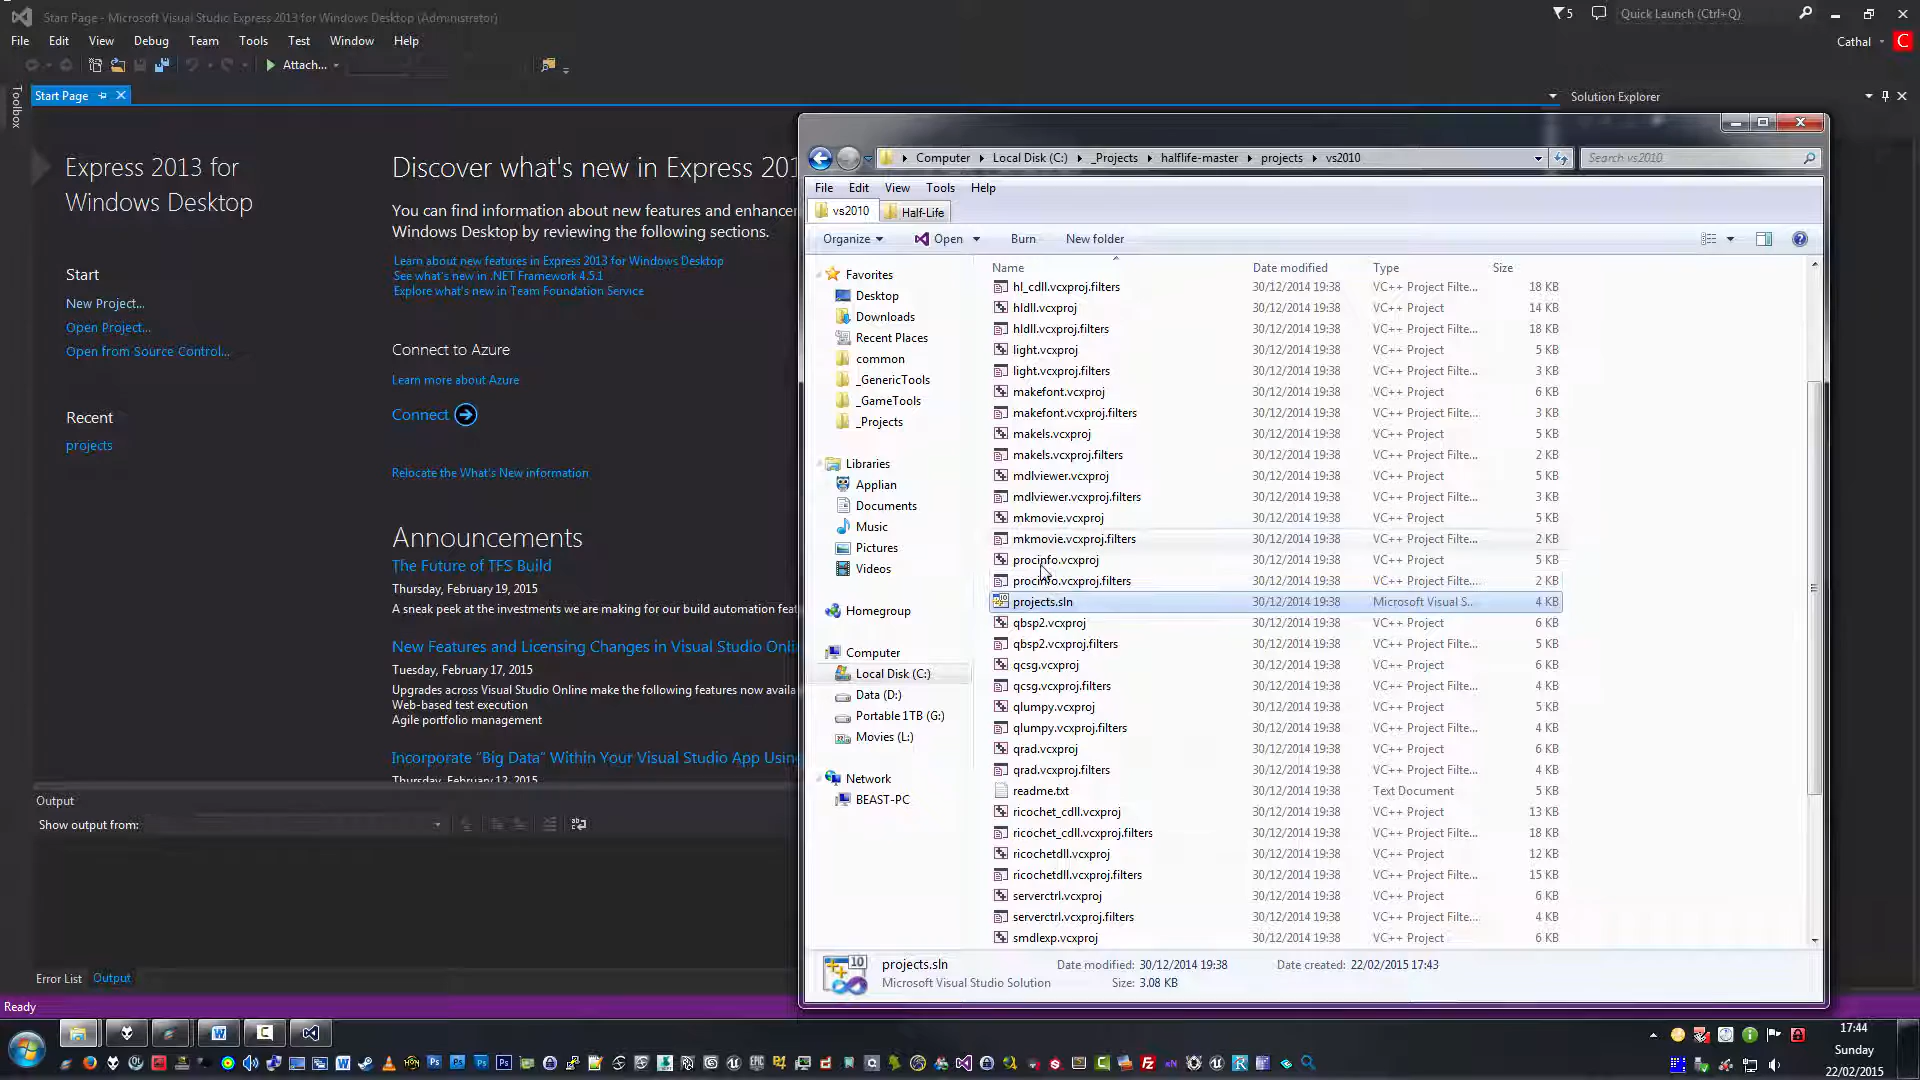 Start Page - Microsoft Visual Studio Express 2013 for Windows Desktop (Administrator)
5
Quick Launch (Ctrl+Q)
File Edit View Debug Team Tools Test Window Help
Cathal
C
Attach...
Toolbox
Start Page
Solution Explorer
Express 2013 for
Windows Desktop
Start
New Project...
Open Project...
Open from Source Control...
Recent
projects
Discover what's new in Express 201
You can find information about new features and enhancem
Windows Desktop by reviewing the following sections.
Learn about new features in Express 2013 for Windows Desktop
See what's new in .NET Framework 4.5.1
Explore what's new in Team Foundation Service
Connect to Azure
Learn more about Azure
Connect
Relocate the What's New information
Announcements
The Future of TFS Build
Thursday, February 19, 2015
A sneak peek at the investments we are making for our build automation feat
New Features and Licensing Changes in Visual Studio Onli
Tuesday, February 17, 2015
Upgrades across Visual Studio Online make the following features now availa
Web-based test execution
Agile portfolio management
Incorporate "Big Data" Within Your Visual Studio App Using
Thursday, February 12, 2015
Output
Show output from:
Error List Output
Ready
Computer Local Disk (C:) _Projects halflife-master projects vs2010
Search vs2010
File Edit View Tools Help
vs2010 Half-Life
Organize Open Burn New folder
Favorites
Desktop
Downloads
Recent Places
common
_GenericTools
_GameTools
_Projects
Libraries
Applian
Documents
Music
Pictures
Videos
Homegroup
Computer
Local Disk (C:)
Data (D:)
Portable 1TB (G:)
Movies (L:)
Network
BEAST-PC
Name Date modified Type Size
hl_cdll.vcxproj.filters 30/12/2014 19:38 VC++ Project Filte... 18 KB
hldll.vcxproj 30/12/2014 19:38 VC++ Project 14 KB
hldll.vcxproj.filters 30/12/2014 19:38 VC++ Project Filte... 18 KB
light.vcxproj 30/12/2014 19:38 VC++ Project 5 KB
light.vcxproj.filters 30/12/2014 19:38 VC++ Project Filte... 3 KB
makefont.vcxproj 30/12/2014 19:38 VC++ Project 6 KB
makefont.vcxproj.filters 30/12/2014 19:38 VC++ Project Filte... 3 KB
makels.vcxproj 30/12/2014 19:38 VC++ Project 5 KB
makels.vcxproj.filters 30/12/2014 19:38 VC++ Project Filte... 2 KB
mdlviewer.vcxproj 30/12/2014 19:38 VC++ Project 5 KB
mdlviewer.vcxproj.filters 30/12/2014 19:38 VC++ Project Filte... 3 KB
mkmovie.vcxproj 30/12/2014 19:38 VC++ Project 5 KB
mkmovie.vcxproj.filters 30/12/2014 19:38 VC++ Project Filte... 2 KB
procinfo.vcxproj 30/12/2014 19:38 VC++ Project 5 KB
procinfo.vcxproj.filters 30/12/2014 19:38 VC++ Project Filte... 2 KB
projects.sln 30/12/2014 19:38 Microsoft Visual S... 4 KB
qbsp2.vcxproj 30/12/2014 19:38 VC++ Project 6 KB
qbsp2.vcxproj.filters 30/12/2014 19:38 VC++ Project Filte... 5 KB
qcsg.vcxproj 30/12/2014 19:38 VC++ Project 6 KB
qcsg.vcxproj.filters 30/12/2014 19:38 VC++ Project Filte... 4 KB
qlumpy.vcxproj 30/12/2014 19:38 VC++ Project 5 KB
qlumpy.vcxproj.filters 30/12/2014 19:38 VC++ Project Filte... 4 KB
qrad.vcxproj 30/12/2014 19:38 VC++ Project 6 KB
qrad.vcxproj.filters 30/12/2014 19:38 VC++ Project Filte... 4 KB
readme.txt 30/12/2014 19:38 Text Document 5 KB
ricochet_cdll.vcxproj 30/12/2014 19:38 VC++ Project 13 KB
ricochet_cdll.vcxproj.filters 30/12/2014 19:38 VC++ Project Filte... 18 KB
ricochetdll.vcxproj 30/12/2014 19:38 VC++ Project 12 KB
ricochetdll.vcxproj.filters 30/12/2014 19:38 VC++ Project Filte... 15 KB
serverctrl.vcxproj 30/12/2014 19:38 VC++ Project 6 KB
serverctrl.vcxproj.filters 30/12/2014 19:38 VC++ Project Filte... 4 KB
smdlexp.vcxproj 30/12/2014 19:38 VC++ Project 6 KB
10
projects.sln Date modified: 30/12/2014 19:38 Date created: 22/02/2015 17:43
Microsoft Visual Studio Solution Size: 3.08 KB
17:44
Sunday
22/02/2015